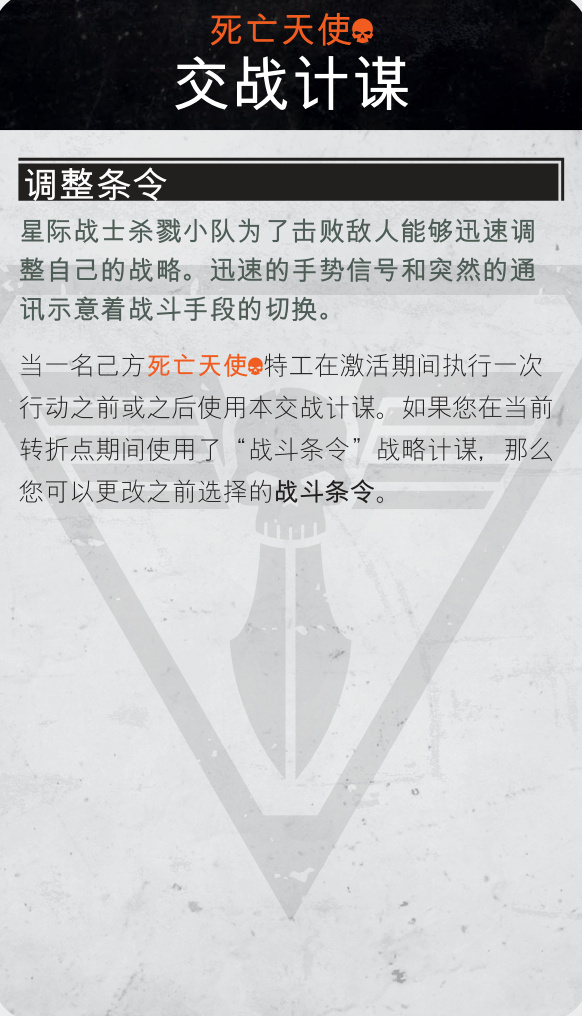 死亡天使
交战计谋
调整条令
星际战士杀戮小队为了击败敌人能够迅速调
整自己的战略。迅速的手势信号和突然的通
讯示意着战斗手段的切换。
当一名己方死亡天使特工在激活期间执行一次
行动之前或之后使用本交战计谋。如果您在当前
转折点期间使用了“战斗条令”战略计谋，那么
您可以更改之前选择的战斗条令。